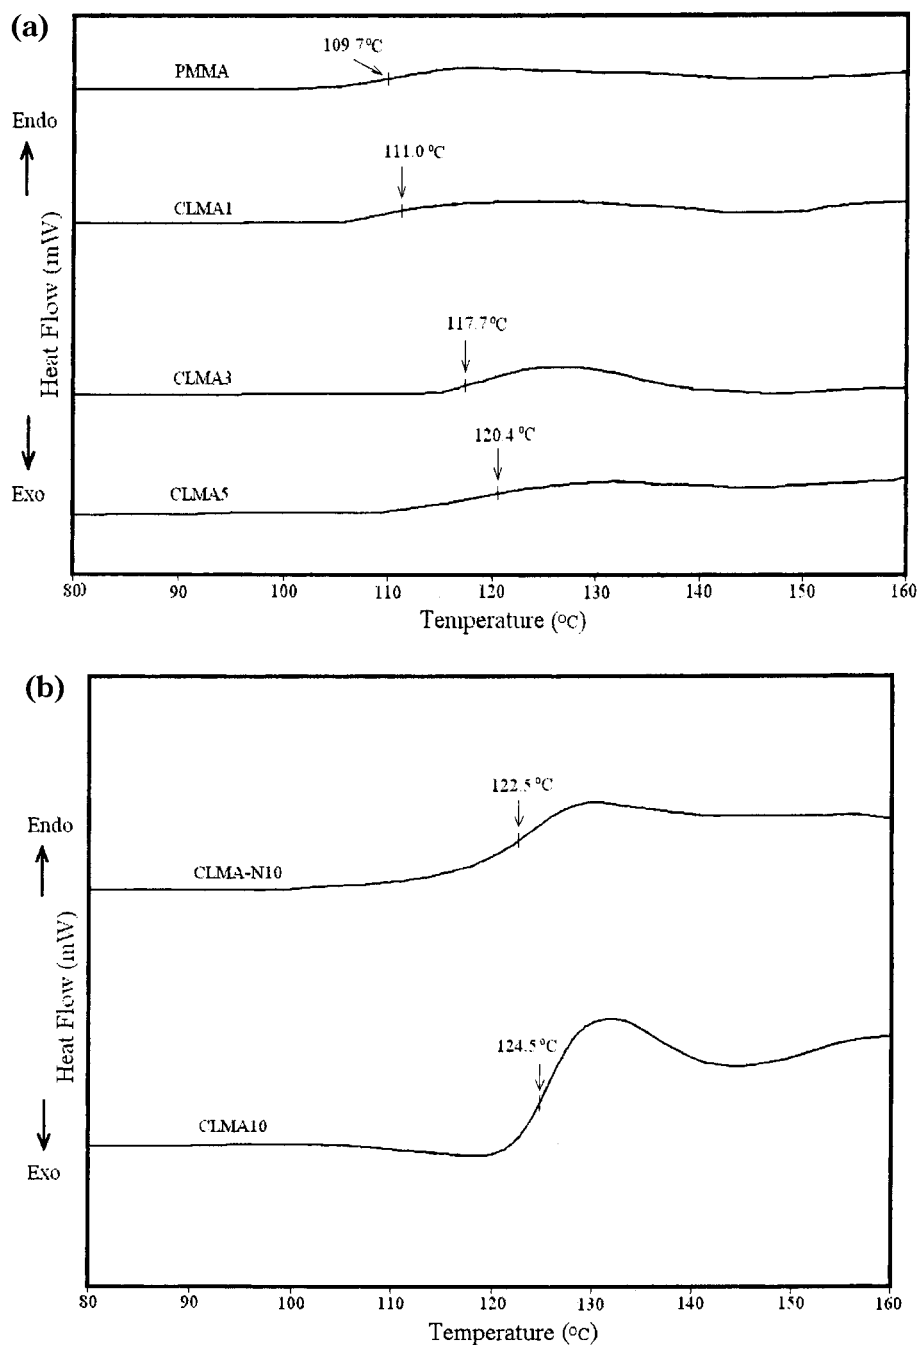 (a)
109.7°C
PMMA
Endo
111.0 °C
CLMA1
Heat Flow (mW)
117.7°C
CLMA3
120.4 °C
Exo
CLMA5
80 90 100 110 120 130 140 150 160
Temperature (°C)
(b)
122.5 °C
Endo
CLMA-N10
Heat Flow (mW)
124.5 °C
CLMA10
Exo
80 90 100 110 120 130 140 150 160
Temperature (°C)